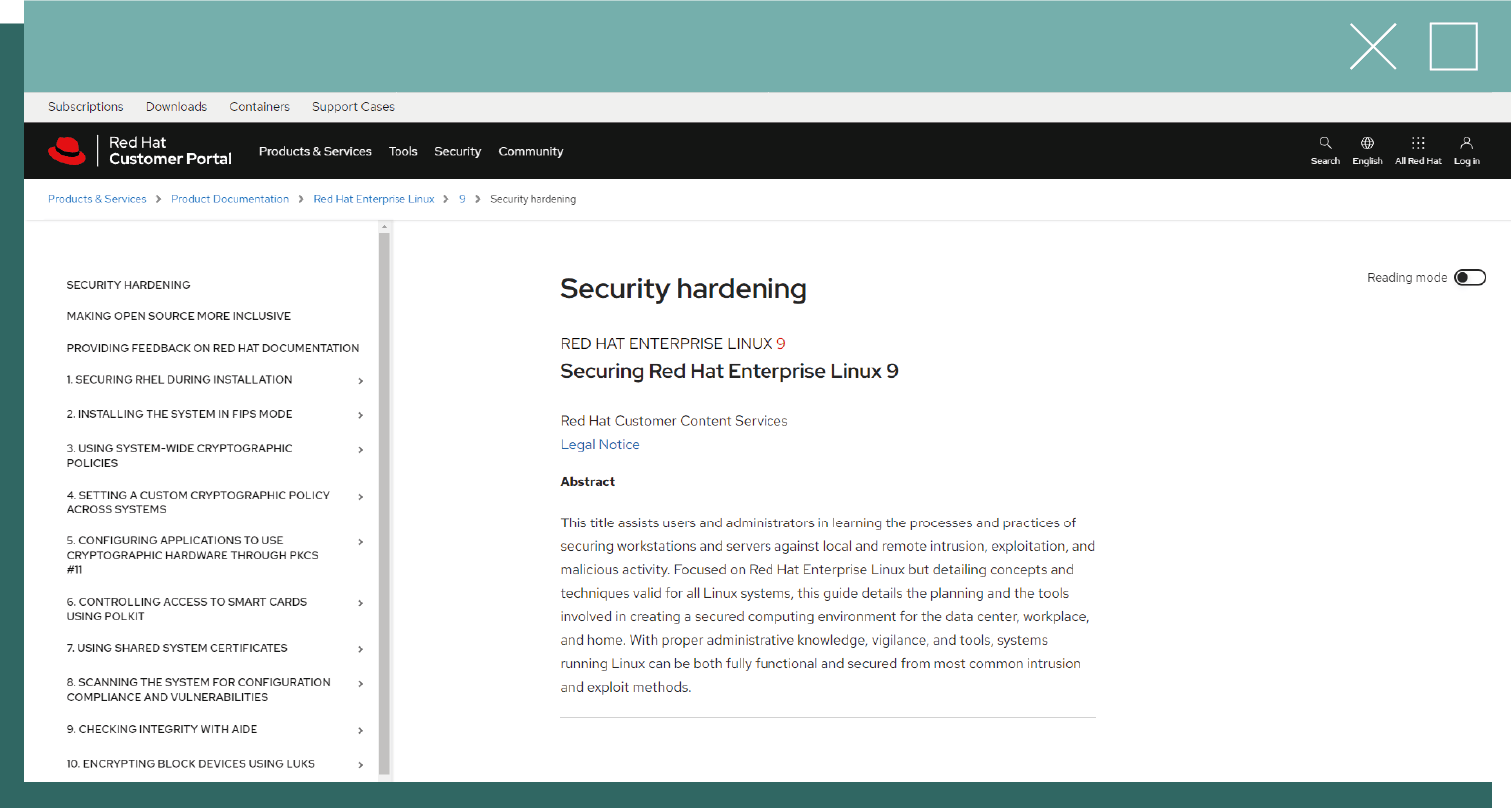 Subscriptions Downloads Containers Support Cases
Red Hat
Customer Portal
Products & Services Tools Security Community
Search English All Red Hat Log in
Products & Services Product Documentation Red Hat Enterprise Linux 9 Security hardening
SECURITY HARDENING
MAKING OPEN SOURCE MORE INCLUSIVE
PROVIDING FEEDBACK ON RED HAT DOCUMENTATION
1. SECURING RHEL DURING INSTALLATION
2. INSTALLING THE SYSTEM IN FIPS MODE
3. USING SYSTEM-WIDE CRYPTOGRAPHIC
POLICIES
4. SETTING A CUSTOM CRYPTOGRAPHIC POLICY
ACROSS SYSTEMS
5. CONFIGURING APPLICATIONS TO USE
CRYPTOGRAPHIC HARDWARE THROUGH PKCS
#11
6. CONTROLLING ACCESS TO SMART CARDS
USING POLKIT
7. USING SHARED SYSTEM CERTIFICATES
8. SCANNING THE SYSTEM FOR CONFIGURATION
COMPLIANCE AND VULNERABILITIES
9. CHECKING INTEGRITY WITH AIDE
10. ENCRYPTING BLOCK DEVICES USING LUKS
Security hardening
Reading mode
RED HAT ENTERPRISE LINUX 9
Securing Red Hat Enterprise Linux 9
Red Hat Customer Content Services
Legal Notice
Abstract
This title assists users and administrators in learning the processes and practices of
securing workstations and servers against local and remote intrusion, exploitation, and
malicious activity. Focused on Red Hat Enterprise Linux but detailing concepts and
techniques valid for all Linux systems, this guide details the planning and the tools
involved in creating a secured computing environment for the data center, workplace,
and home. With proper administrative knowledge, vigilance, and tools, systems
running Linux can be both fully functional and secured from most common intrusion
and exploit methods.